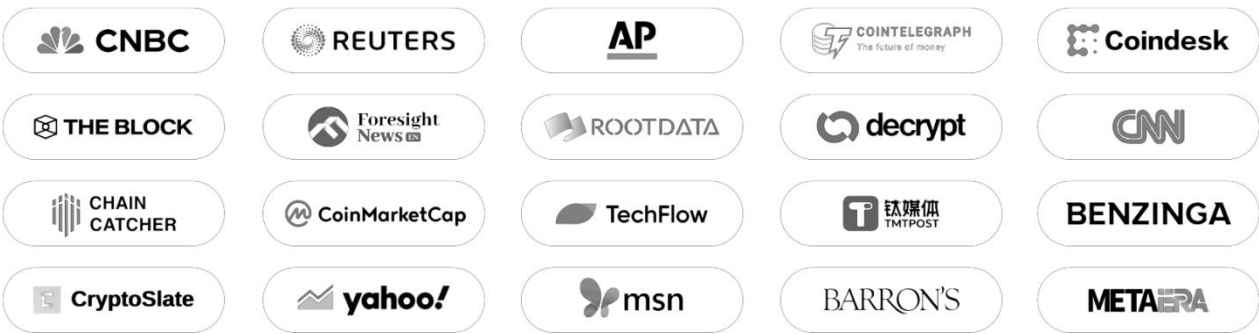 CNBC
REUTERS
AP
COINTELEGRAPH
The future of money
Coindesk
THE BLOCK
Foresight
News EN
ROOTDATA
decrypt
CNN
CHAIN
CATCHER
CoinMarketCap
TechFlow
钛媒体
TMTPOST
BENZINGA
CryptoSlate
yahoo!
msn
BARRON'S
METAERA